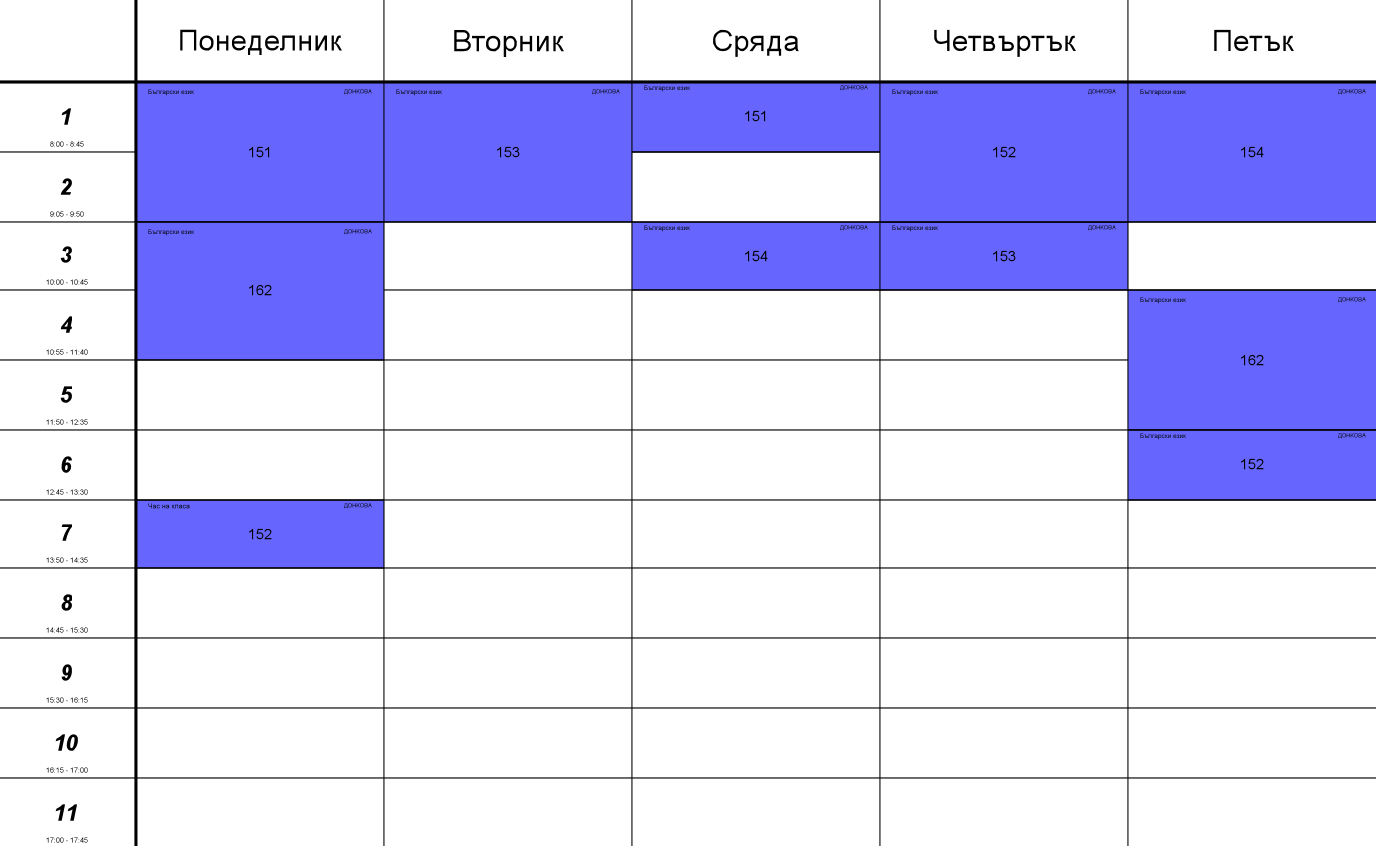 Понеделник Вторник Сряда Четвъртък Петък
1
8:00 - 8:45
Български език ДОНКОВА
151
Български език ДОНКОВА
153
Български език ДОНКОВА
151
Български език ДОНКОВА
152
Български език ДОНКОВА
154
2
9:05 - 9:50
3
10:00 - 10:45
Български език ДОНКОВА
162
Български език ДОНКОВА
154
Български език ДОНКОВА
153
4
10:55 - 11:40
Български език ДОНКОВА
162
5
11:50 - 12:35
6
12:45 - 13:30
Български език ДОНКОВА
152
7
13:50 - 14:35
Час на класа ДОНКОВА
152
8
14:45 - 15:30
9
15:30 - 16:15
10
16:15 - 17:00
11
17:00 - 17:45